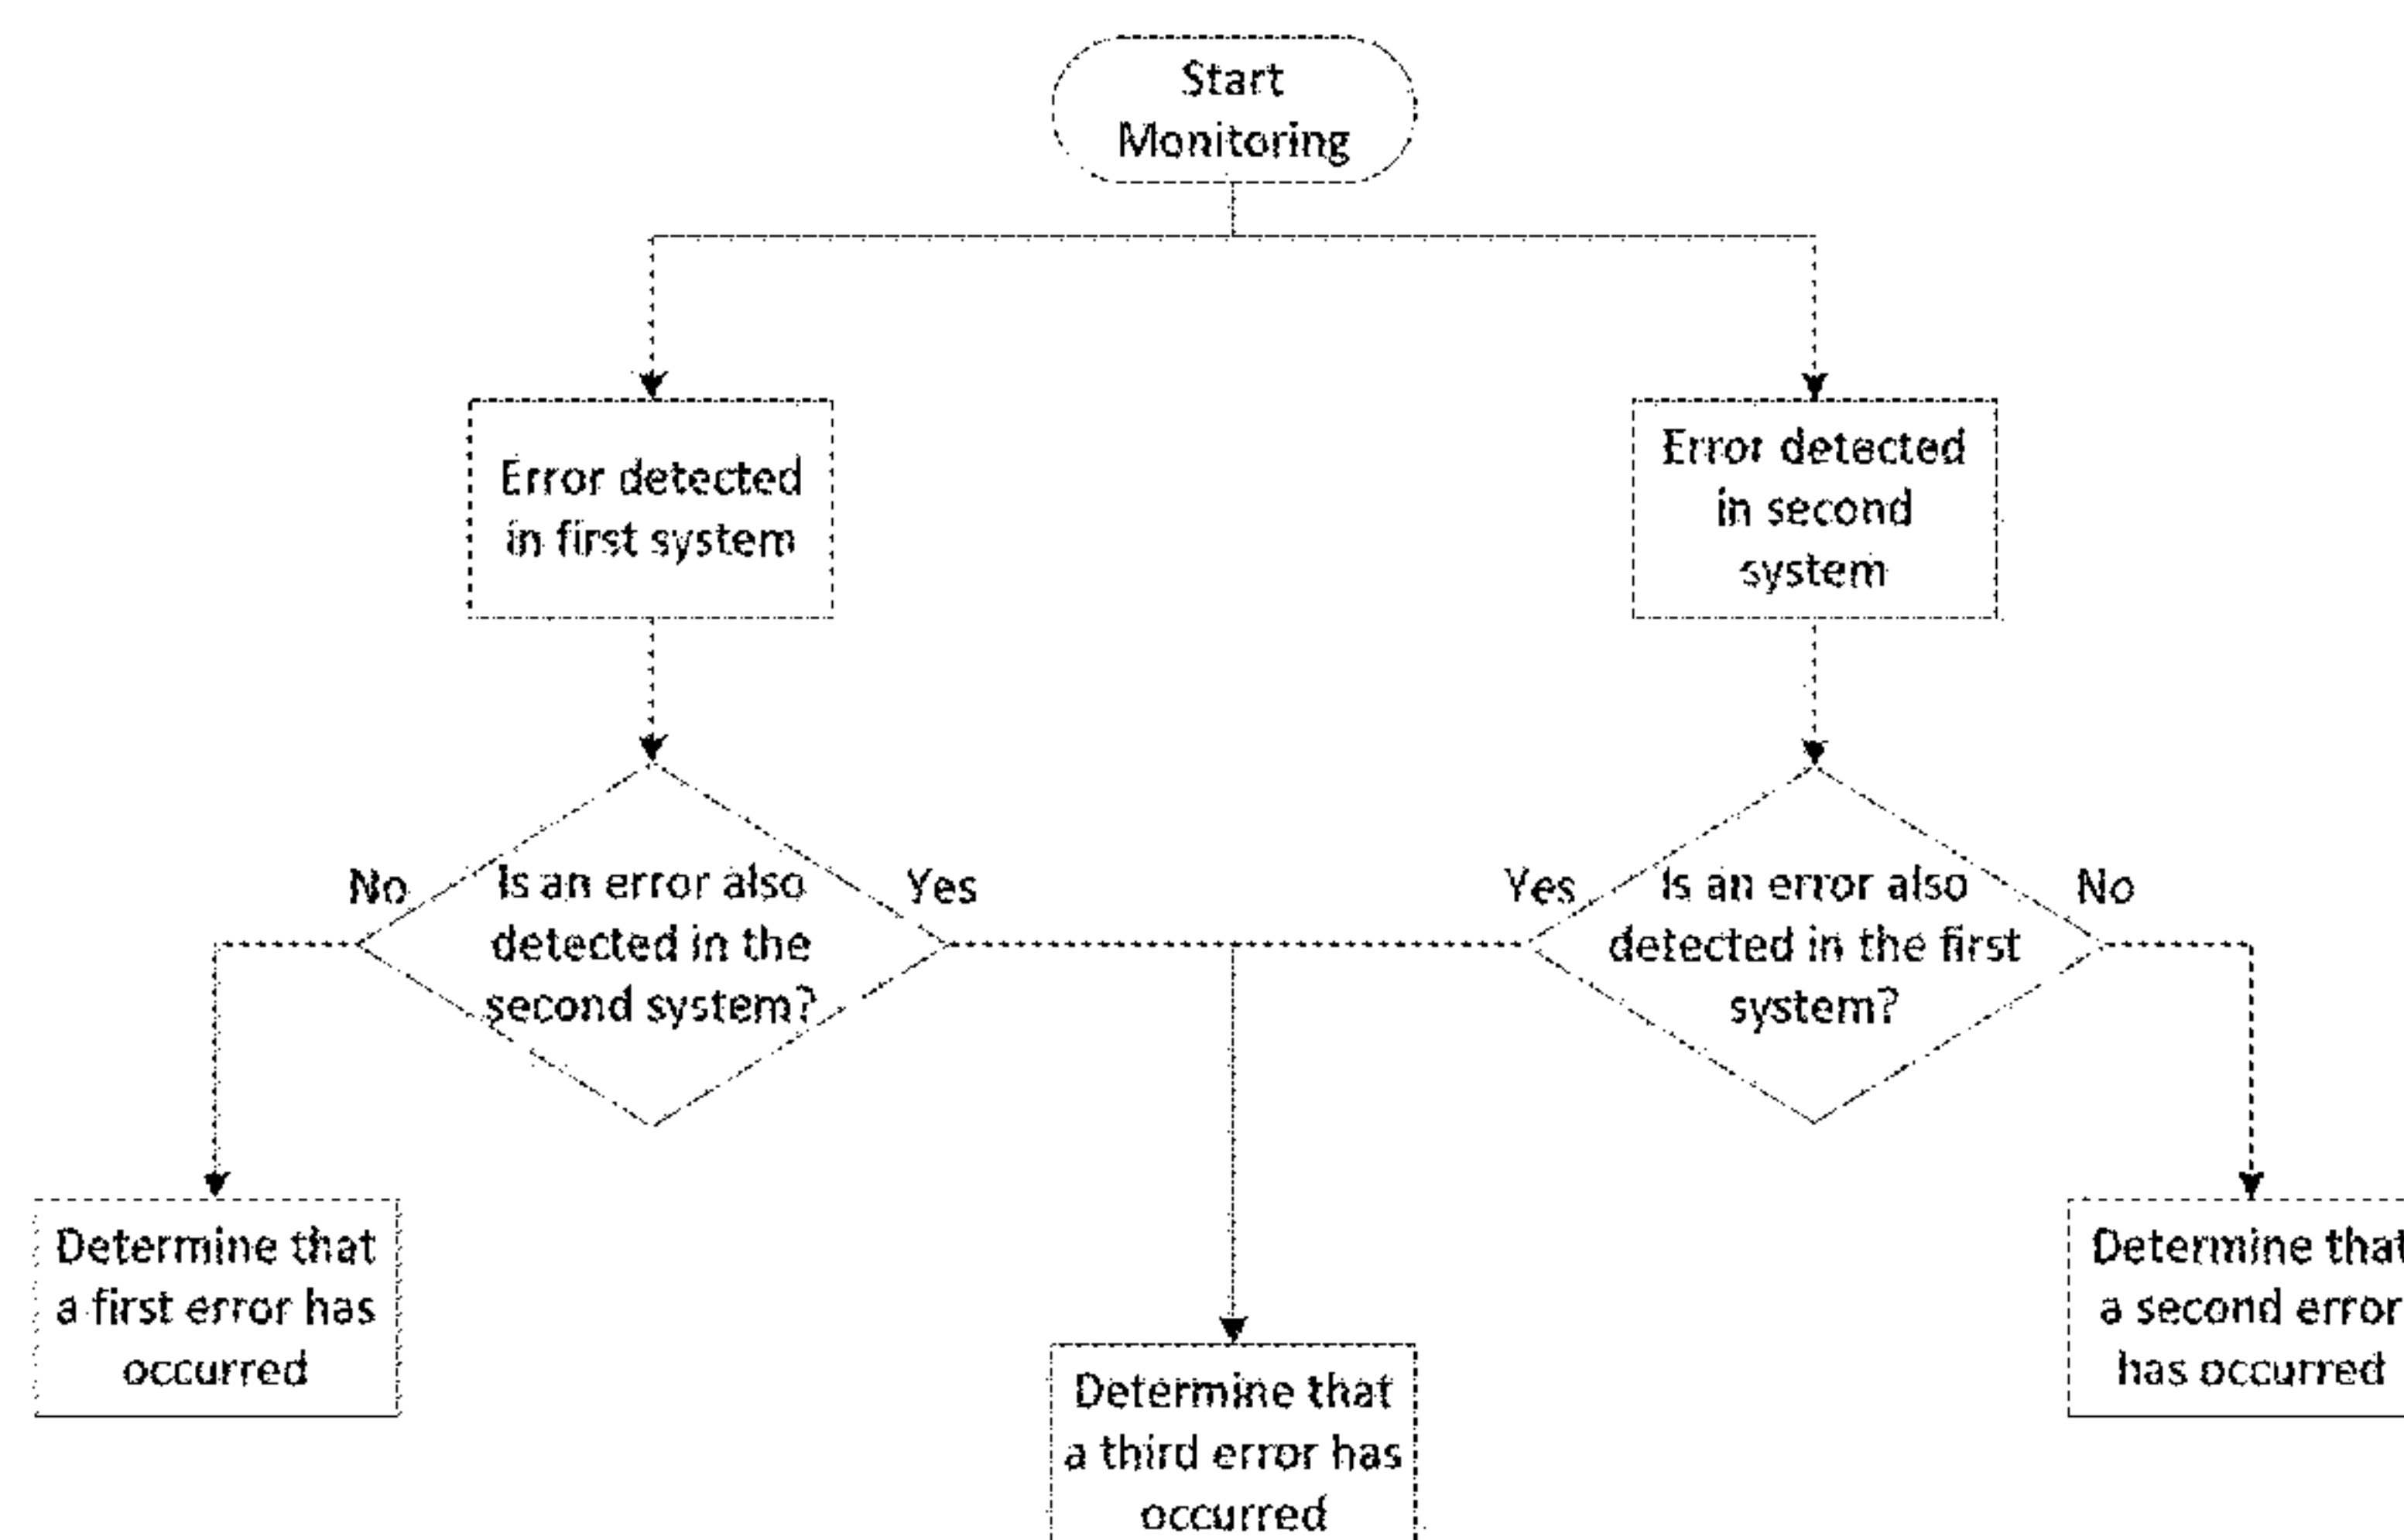 Start
Monitoring
Error detected
in first system
Error detected
in second
system
No
Is an error also
detected in the
second system?
Yes
Yes
Is an error also
detected in the first
system?
No
Determine that
a first error has
occurred
Determine that
a third error has
occurred
Determine that
a second error
has occurred